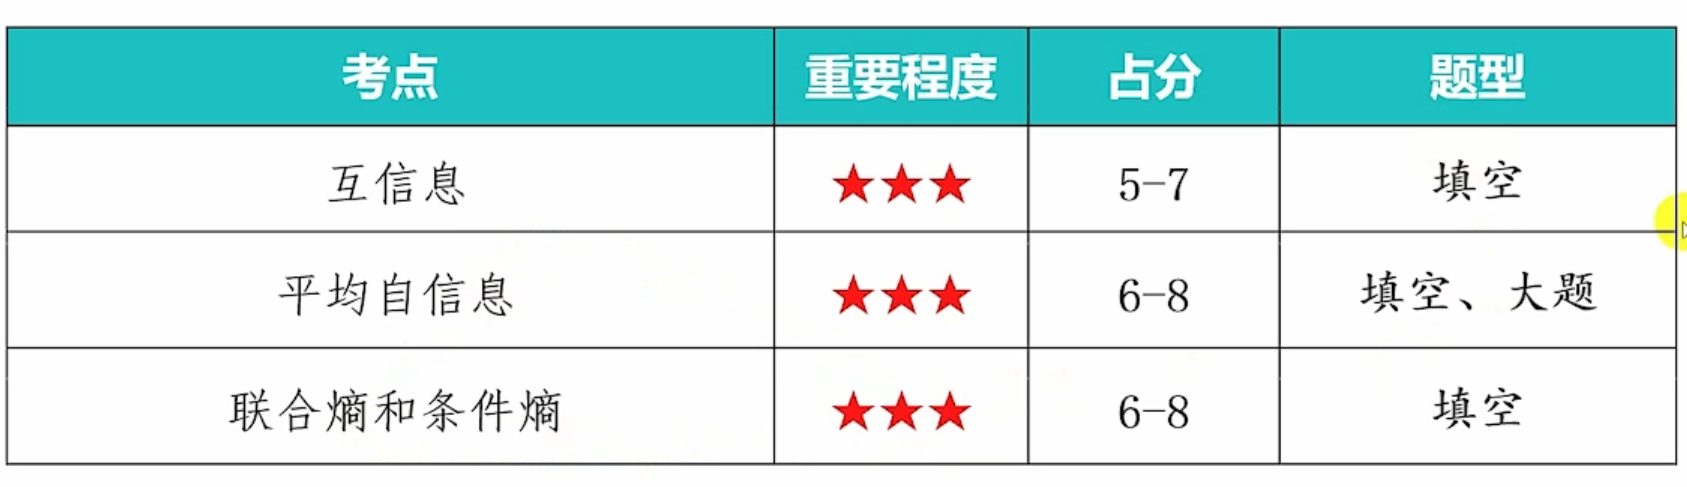 考点 重要程度 占分 题型
互信息 ★★★ 5-7 填空
平均自信息 ★★★ 6-8 填空、大题
联合熵和条件熵 ★★★ 6-8 填空